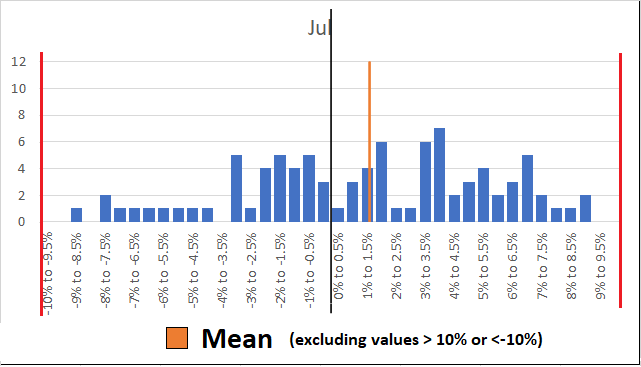 Jul
12
10
8
6
4
2
0
-10% to -9.5%
-9% to -8.5%
-8% to -7.5%
-7% to -6.5%
-6% to -5.5%
-5% to -4.5%
-4% to -3.5%
-3% to -2.5%
-2% to -1.5%
-1% to -0.5%
0% to 0.5%
1% to 1.5%
2% to 2.5%
3% to 3.5%
4% to 4.5%
5% to 5.5%
6% to 6.5%
7% to 7.5%
8% to 8.5%
9% to 9.5%
Mean (excluding values > 10% or <-10%)